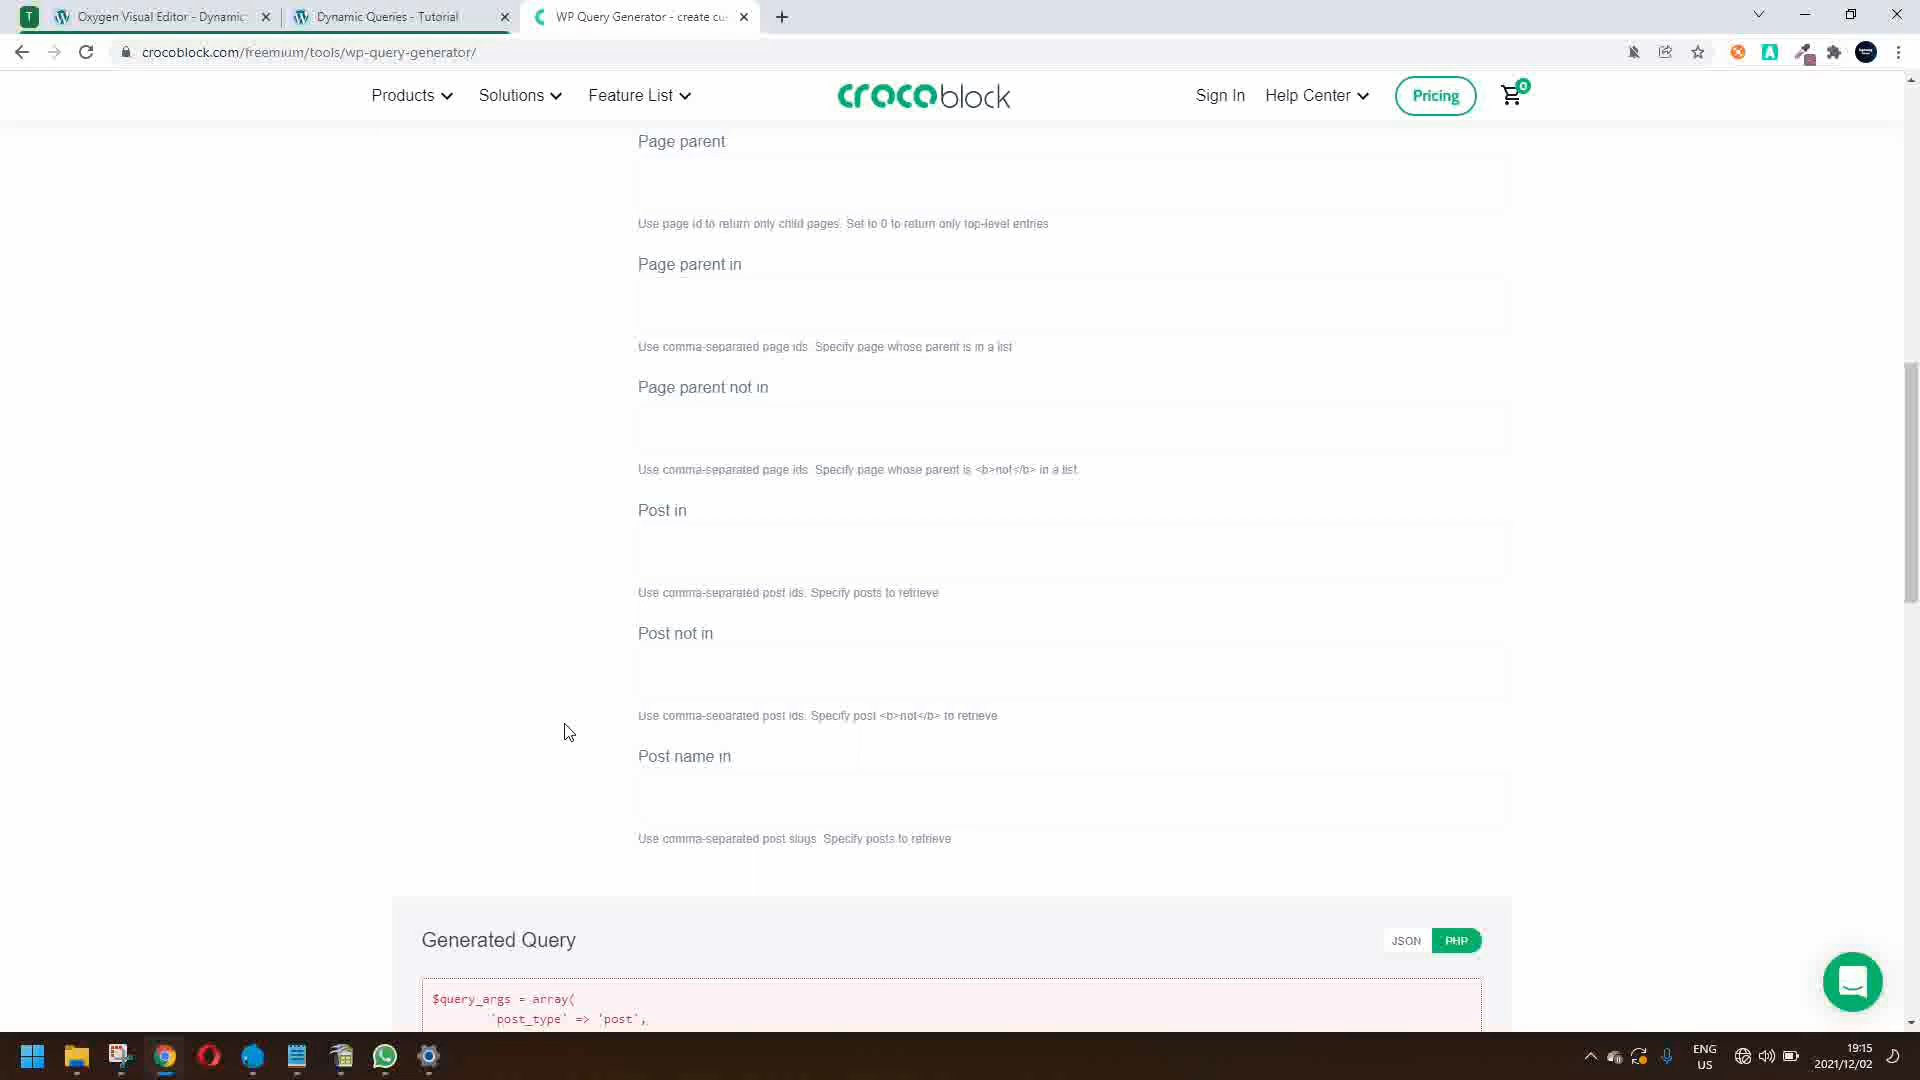 T
Oxygen Visual Editor - Dynamic
Dynamic Queries - Tutorial
WP Query Generator - create cu
crocoblock.com/freemium/tools/wp-query-generator/
A
Products
Solutions
Feature List
crocoblock
Sign In
Help Center
Pricing
0
Page parent
Use page id to return only child pages. Set to 0 to return only top-level entries
Page parent in
Use comma-separated page ids. Specify page whose parent is in a list
Page parent not in
Use comma-separated page ids. Specify page whose parent is <b>not</b> in a list
Post in
Use comma-separated post ids. Specify posts to retrieve
Post not in
Use comma-separated post ids. Specify post <b>not</b> to retrieve
Post name in
Use comma-separated post slugs. Specify posts to retrieve
Generated Query
JSON
PHP
$query_args = array(
'post_type' => 'post',
ENG
US
19:15
2021/12/02